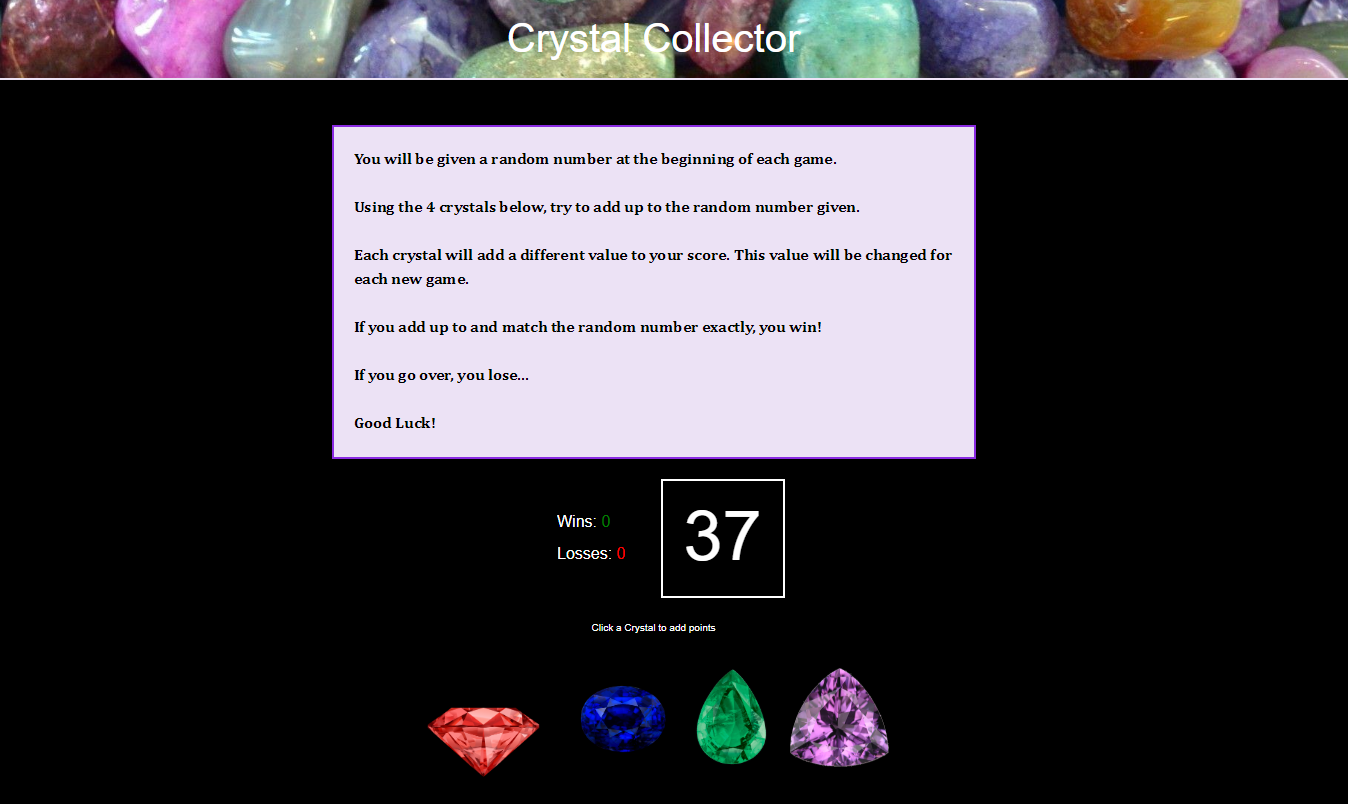 Crystal Collector
You will be given a random number at the beginning of each game.
Using the 4 crystals below, try to add up to the random number given.
Each crystal will add a different value to your score. This value will be changed for
each new game.
If you add up to and match the random number exactly, you win!
If you go over, you lose...
Good Luck!
Wins: 0
Losses: 0
37
Click a Crystal to add points